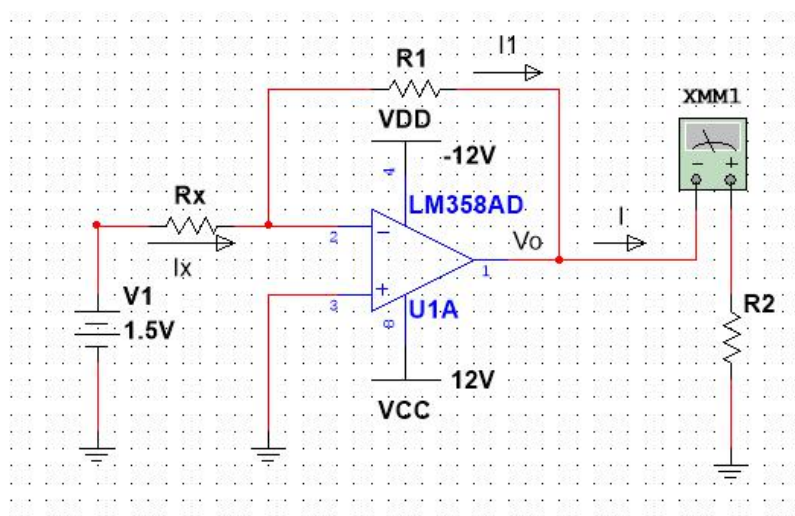 I1
R1
XMM1
VDD
-12V
4
Rx
LM358AD
2
Vo
I
1
Ix
3
V1
1.5V
U1A
8
R2
12V
VCC